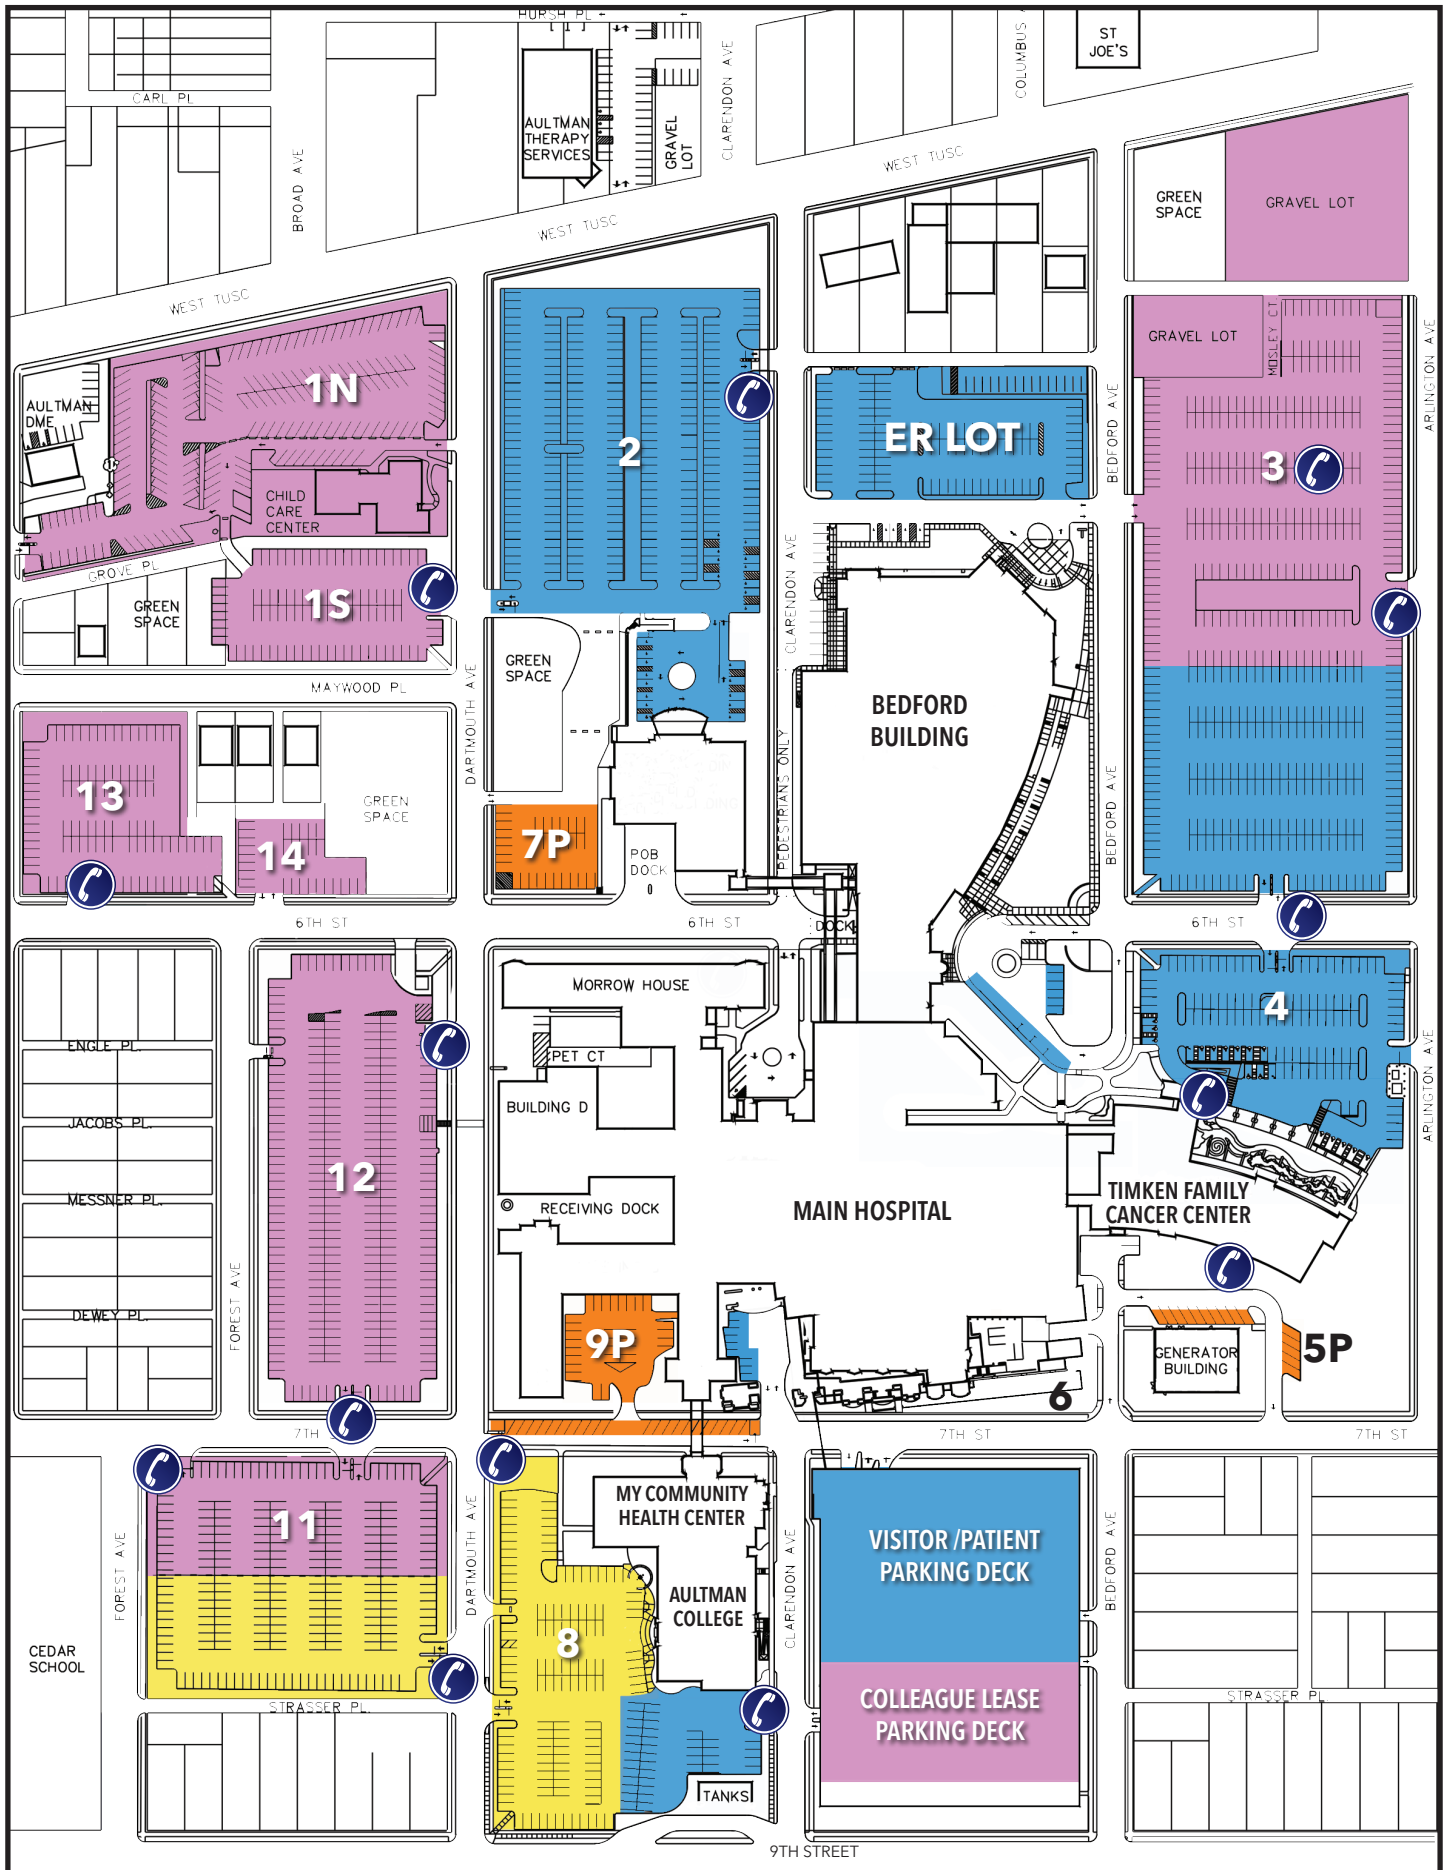 HURSH PL
ST
JOE'S
COLUMBUS
CLARENDON AVE
CARL PL
AULTMAN
THERAPY
SERVICES
GRAVEL
LOT
WEST TUSC
BROAD AVE
GREEN
SPACE
GRAVEL LOT
WEST TUSC
WEST TUSC
GRAVEL LOT
MOSLEY CT
ARLINGTON AVE
1N
AULTMAN
DME
2
ER LOT
BEDFORD AVE
3
CHILD
CARE
CENTER
GROVE PL
1S
GREEN
SPACE
CLARENDON AVE
GREEN
SPACE
MAYWOOD PL
DARTMOUTH AVE
BEDFORD
BUILDING
PEDESTRIANS ONLY
13
GREEN
SPACE
14
7P
POB
DOCK
BEDFORD AVE
6TH ST
6TH ST
DOCK
6TH ST
MORROW HOUSE
4
ENGLE PL.
PET CT
BUILDING D
JACOBS PL.
ARLINGTON AVE
12
MESSNER PL.
RECEIVING DOCK
MAIN HOSPITAL
TIMKEN FAMILY
CANCER CENTER
FOREST AVE
DEWEY PL.
9P
GENERATOR
BUILDING
5P
6
7TH S
7TH ST
7TH ST
11
MY COMMUNITY
HEALTH CENTER
DARTMOUTH AVE
FOREST AVE
CLARENDON AVE
VISITOR /PATIENT
PARKING DECK
BEDFORD AVE
AULTMAN
COLLEGE
8
CEDAR
SCHOOL
STRASSER PL.
COLLEAGUE LEASE
PARKING DECK
STRASSER PL
TANKS
9TH STREET